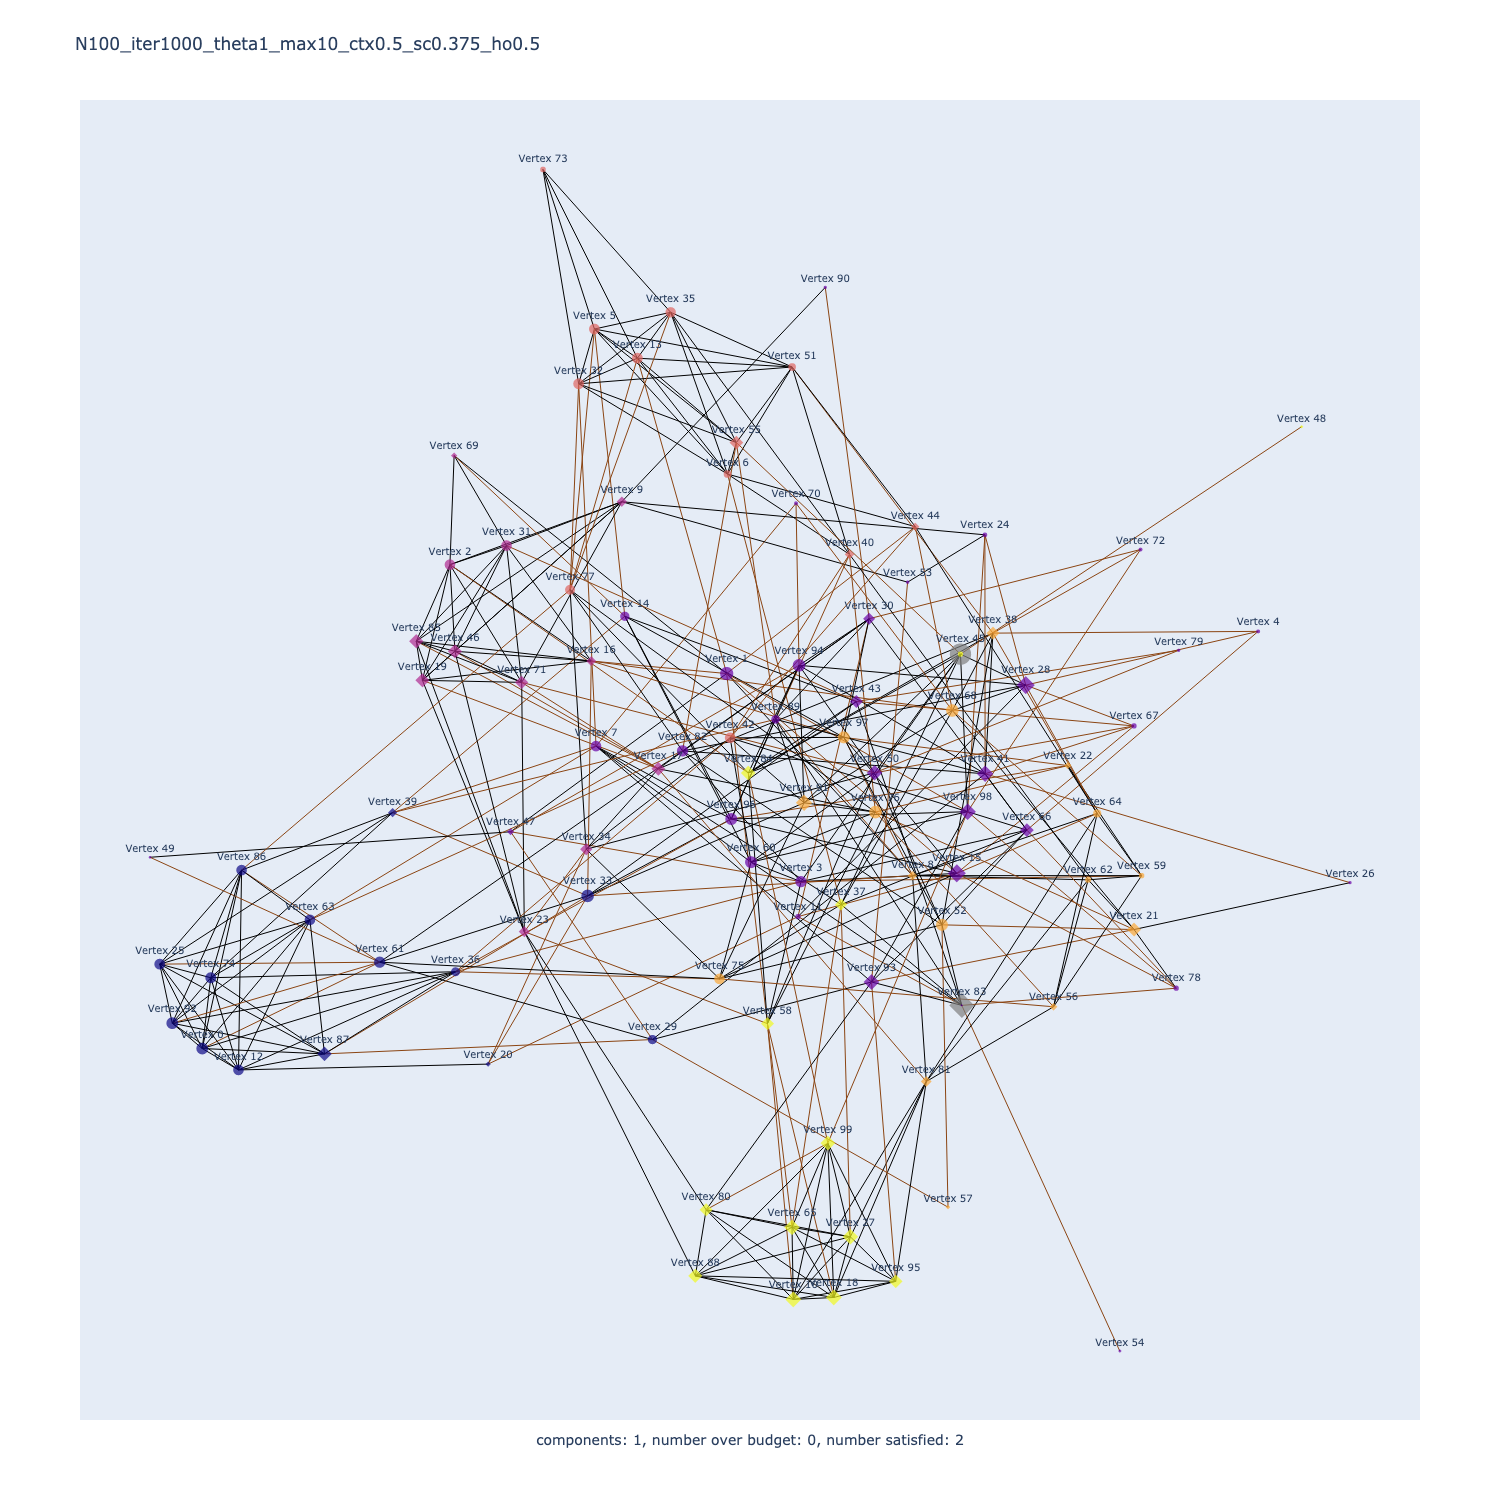 N100_iter1000_theta1_max10_ctx0.5_sc0.375_ho0.5
Vertex 73
Vertex 90
Vertex 35
Vertex 5
Vertex 13
Vertex 51
Vertex 32
Vertex 48
Vertex 55
Vertex 69
Vertex 6
Vertex 9
Vertex 70
Vertex 44
Vertex 24
Vertex 31
Vertex 40
Vertex 72
Vertex 2
Vertex 77
Vertex 53
Vertex 14
Vertex 30
Vertex 4
Vertex 85
Vertex 38
Vertex 46
Vertex 79
Vertex 16
Vertex 94
Vertex 1
Vertex 19
Vertex 71
Vertex 28
Vertex 43
Vertex 68
Vertex 89
Vertex 67
Vertex 97
Vertex 42
Vertex 7
Vertex 82
Vertex 22
Vertex 50
Vertex 41
Vertex 39
Vertex 98
Vertex 64
Vertex 47
Vertex 66
Vertex 34
Vertex 49
Vertex 60
Vertex 86
Vertex 15
Vertex 3
Vertex 62
Vertex 59
Vertex 26
Vertex 33
Vertex 37
Vertex 63
Vertex 23
Vertex 52
Vertex 21
Vertex 25
Vertex 61
Vertex 74
Vertex 36
Vertex 75
Vertex 93
Vertex 78
Vertex 83
Vertex 56
Vertex 58
Vertex 0
Vertex 29
Vertex 87
Vertex 12
Vertex 20
Vertex 81
Vertex 99
Vertex 80
Vertex 57
Vertex 65
Vertex 27
Vertex 88
Vertex 95
Vertex 18
Vertex 54
components: 1, number over budget: 0, number satisfied: 2